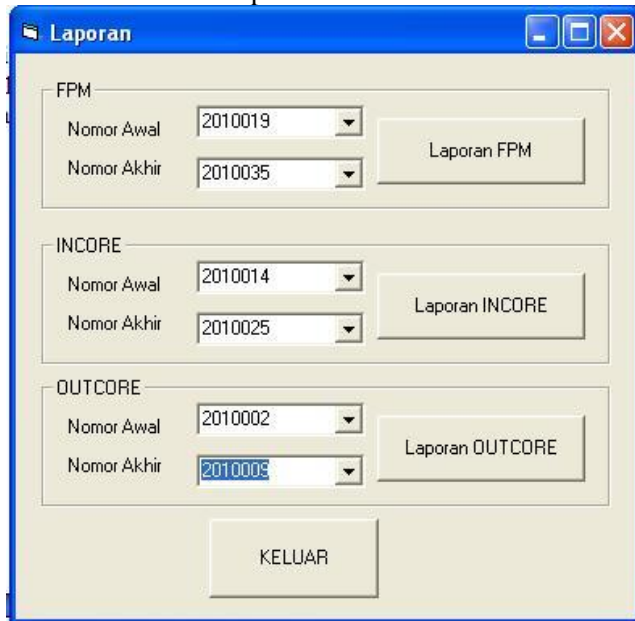 Laporan
FPM
Nomor Awal 2010019
Laporan FPM
Nomor Akhir 2010035
INCORE
Nomor Awal 2010014
Laporan INCORE
Nomor Akhir 2010025
OUTCORE
Nomor Awal 2010002
Laporan OUTCORE
Nomor Akhir 2010009
KELUAR